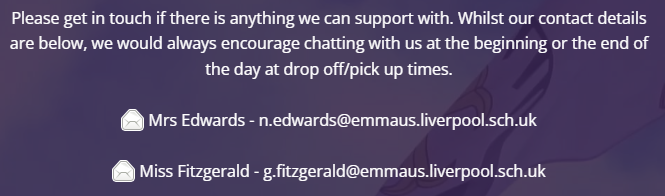 Please get in touch if there is anything we can support with. Whilst our contact details
are below, we would always encourage chatting with us at the beginning or the end of
the day at drop off/pick up times.
Mrs Edwards - n.edwards@emmaus.liverpool.sch.uk
Miss Fitzgerald - g.fitzgerald@emmaus.liverpool.sch.uk